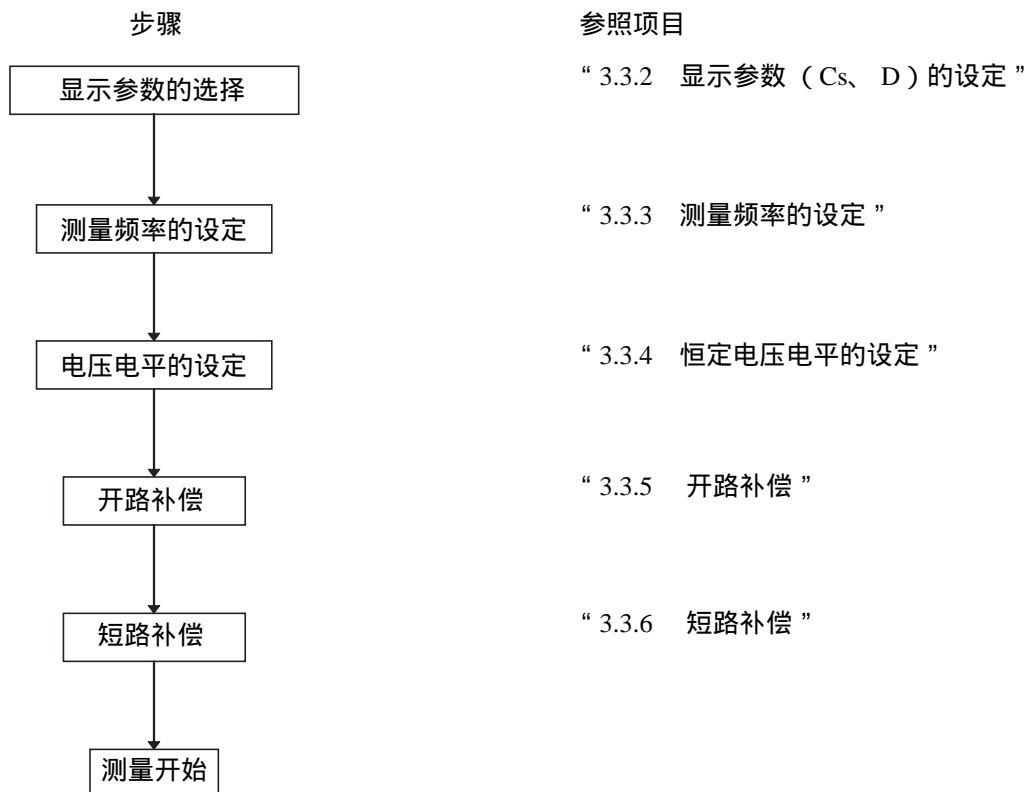 步骤 参照项目
显示参数的选择 “ 3.3.2 显示参数 （ Cs、 D ）的设定 ”
测量频率的设定 “ 3.3.3 测量频率的设定 ”
电压电平的设定 “ 3.3.4 恒定电压电平的设定 ”
开路补偿 “ 3.3.5 开路补偿 ”
短路补偿 “ 3.3.6 短路补偿 ”
测量开始